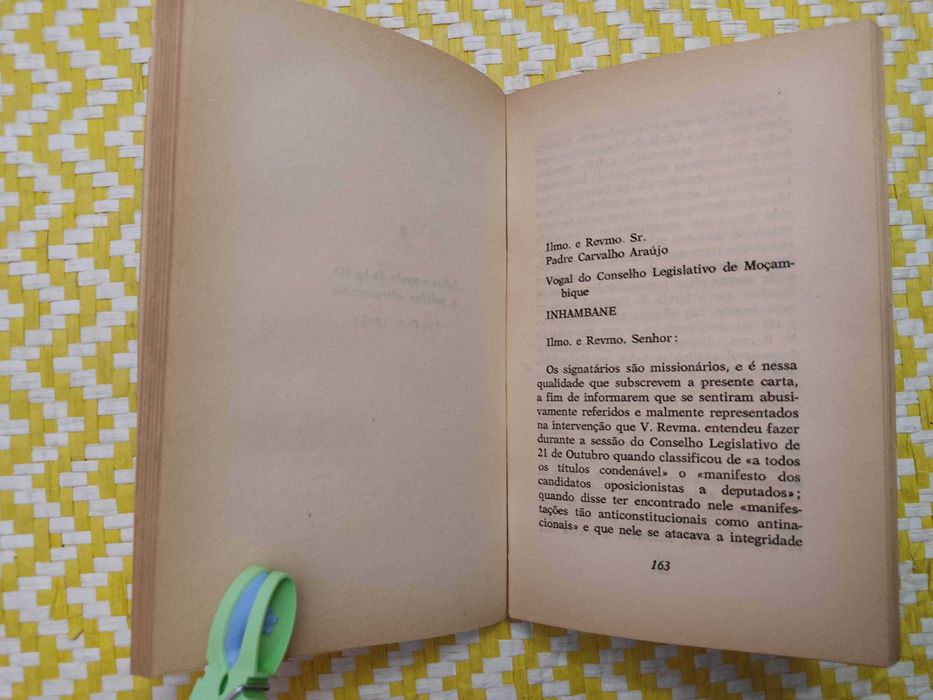 Ilmo. e Revmo. Sr.
Padre Carvalho Araújo
Vogal do Conselho Legislativo de Moçam-
bique
INHAMBANE
Ilmo. e Revmo. Senhor:
Os signatários são missionários, e é nessa
qualidade que subscrevem a presente carta,
a fim de informarem que se sentiram abusi-
vamente referidos e malmente representados
na intervenção que V. Revma. entendeu fazer
durante a sessão do Conselho Legislativo de
21 de Outubro quando classificou de «a todos
os títulos condenável» o «manifesto dos
candidatos oposicionistas a deputados»;
quando disse ter encontrado nele «manifes-
tações tão anticonstitucionais como antina-
cionais» e que nele se atacava a integridade
163